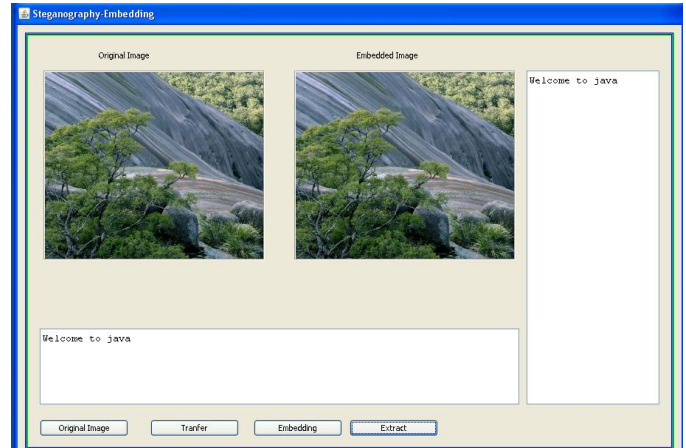 Steganography-Embedding
Original Image
Embedded Image
Welcome to java
Welcome to java
Original Image
Tranfer
Embedding
Extract